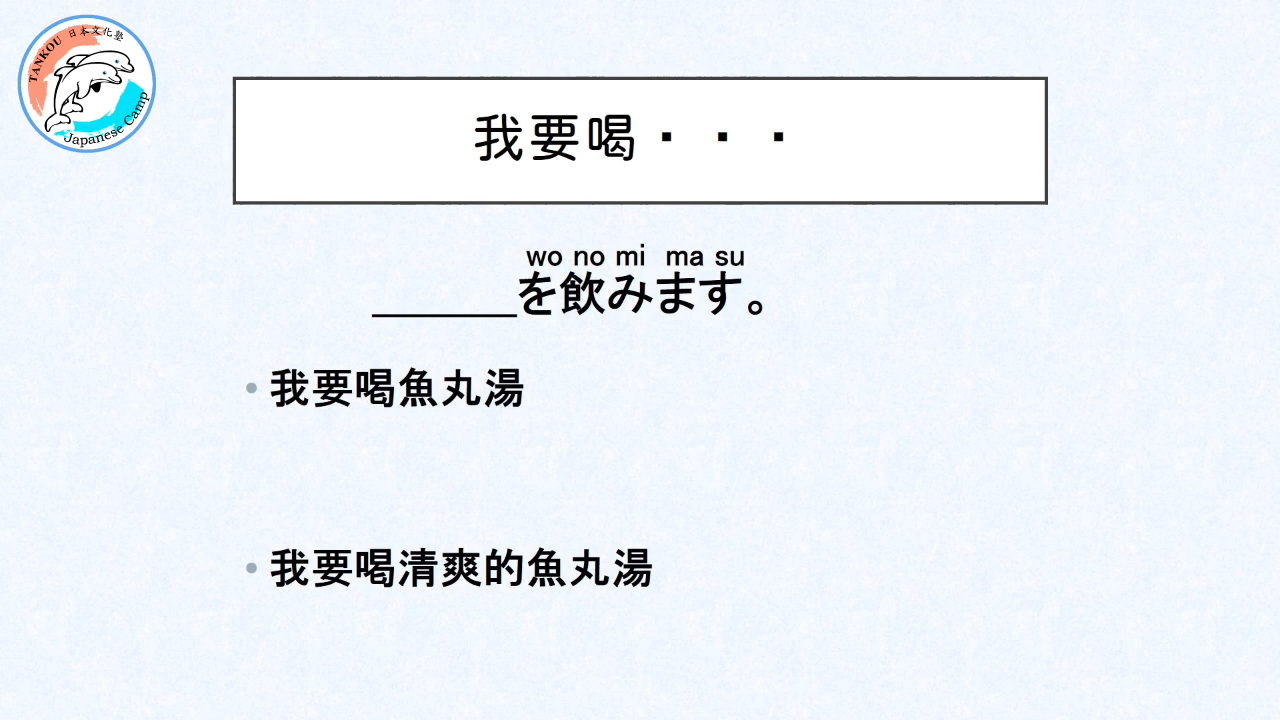 TANKOU 日本文化塾
Japanese Camp
我要喝・・・
wo no mi ma su
______を飲みます。
• 我要喝魚丸湯
• 我要喝清爽的魚丸湯